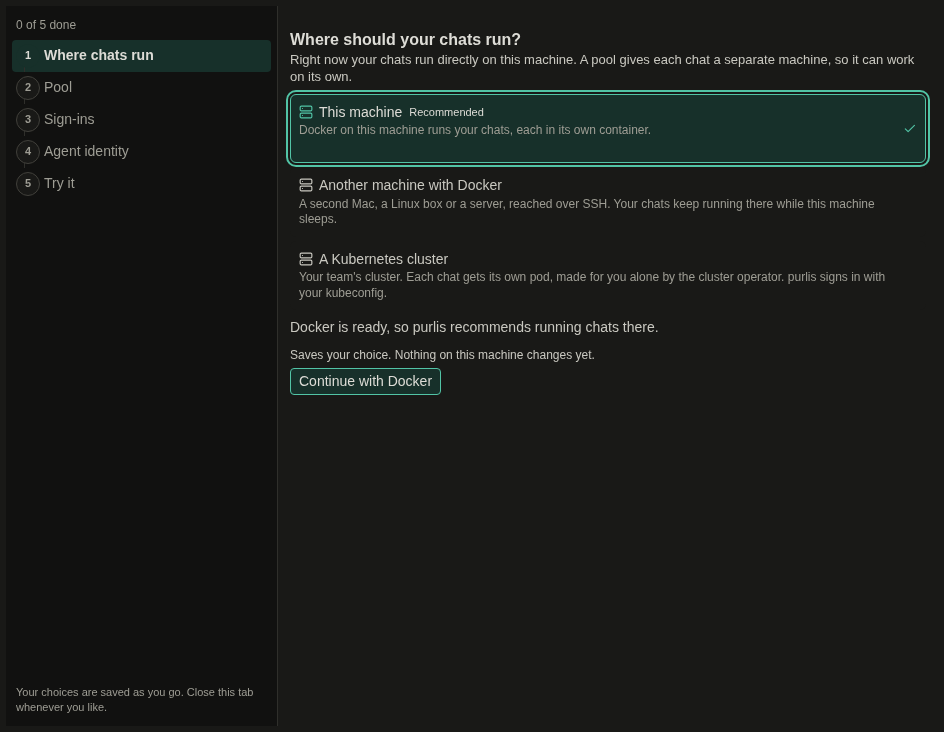 0 of 5 done
1 Where chats run
2 Pool
3 Sign-ins
4 Agent identity
5 Try it
Your choices are saved as you go. Close this tab
whenever you like.
Where should your chats run?
Right now your chats run directly on this machine. A pool gives each chat a separate machine, so it can work
on its own.
This machine Recommended
Docker on this machine runs your chats, each in its own container.
Another machine with Docker
A second Mac, a Linux box or a server, reached over SSH. Your chats keep running there while this machine
sleeps.
A Kubernetes cluster
Your team's cluster. Each chat gets its own pod, made for you alone by the cluster operator. purlis signs in with
your kubeconfig.
Docker is ready, so purlis recommends running chats there.
Saves your choice. Nothing on this machine changes yet.
Continue with Docker